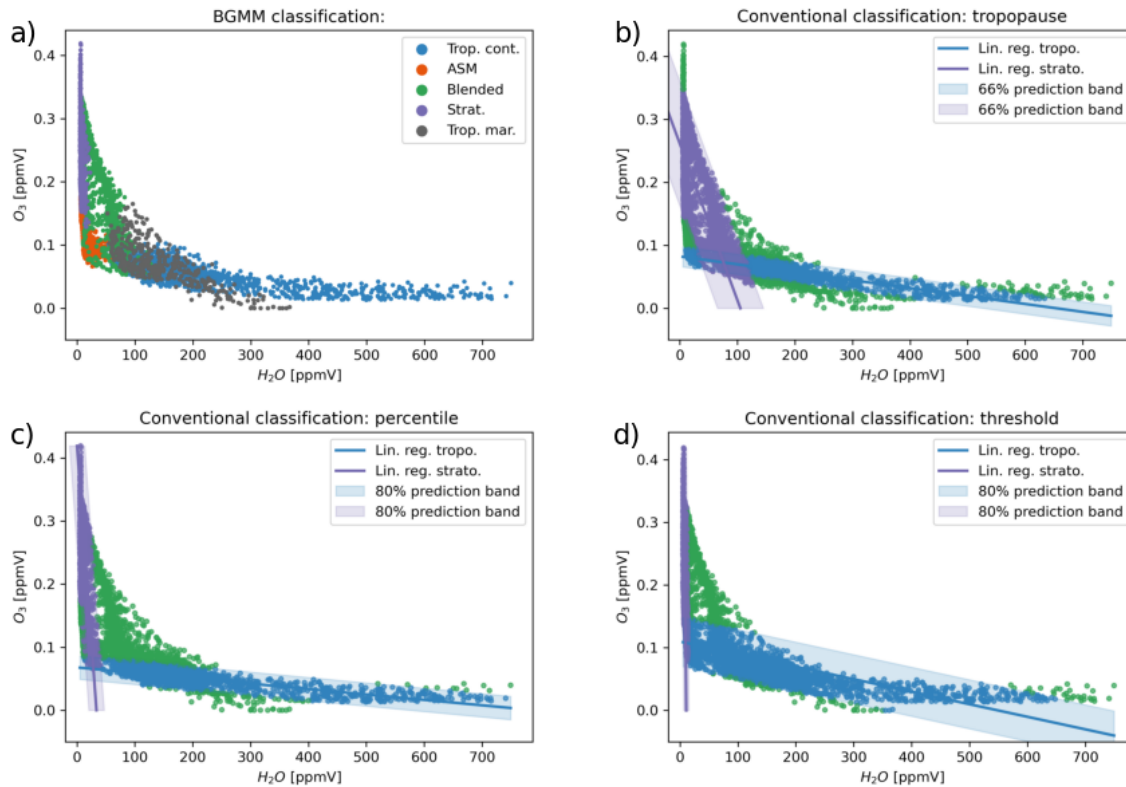 a)
BGMM classification:
0.4
0.3
0.2
0.1
0.0
O₃ [ppmV]
Trop. cont.
ASM
Blended
Strat.
Trop. mar.
0 100 200 300 400 500 600 700
H₂O [ppmV]
b)
Conventional classification: tropopause
0.4
0.3
0.2
0.1
0.0
O₃ [ppmV]
Lin. reg. tropo.
Lin. reg. strato.
66% prediction band
66% prediction band
0 100 200 300 400 500 600 700
H₂O [ppmV]
c)
Conventional classification: percentile
0.4
0.3
0.2
0.1
0.0
O₃ [ppmV]
Lin. reg. tropo.
Lin. reg. strato.
80% prediction band
80% prediction band
0 100 200 300 400 500 600 700
H₂O [ppmV]
d)
Conventional classification: threshold
0.4
0.3
0.2
0.1
0.0
O₃ [ppmV]
Lin. reg. tropo.
Lin. reg. strato.
80% prediction band
80% prediction band
0 100 200 300 400 500 600 700
H₂O [ppmV]